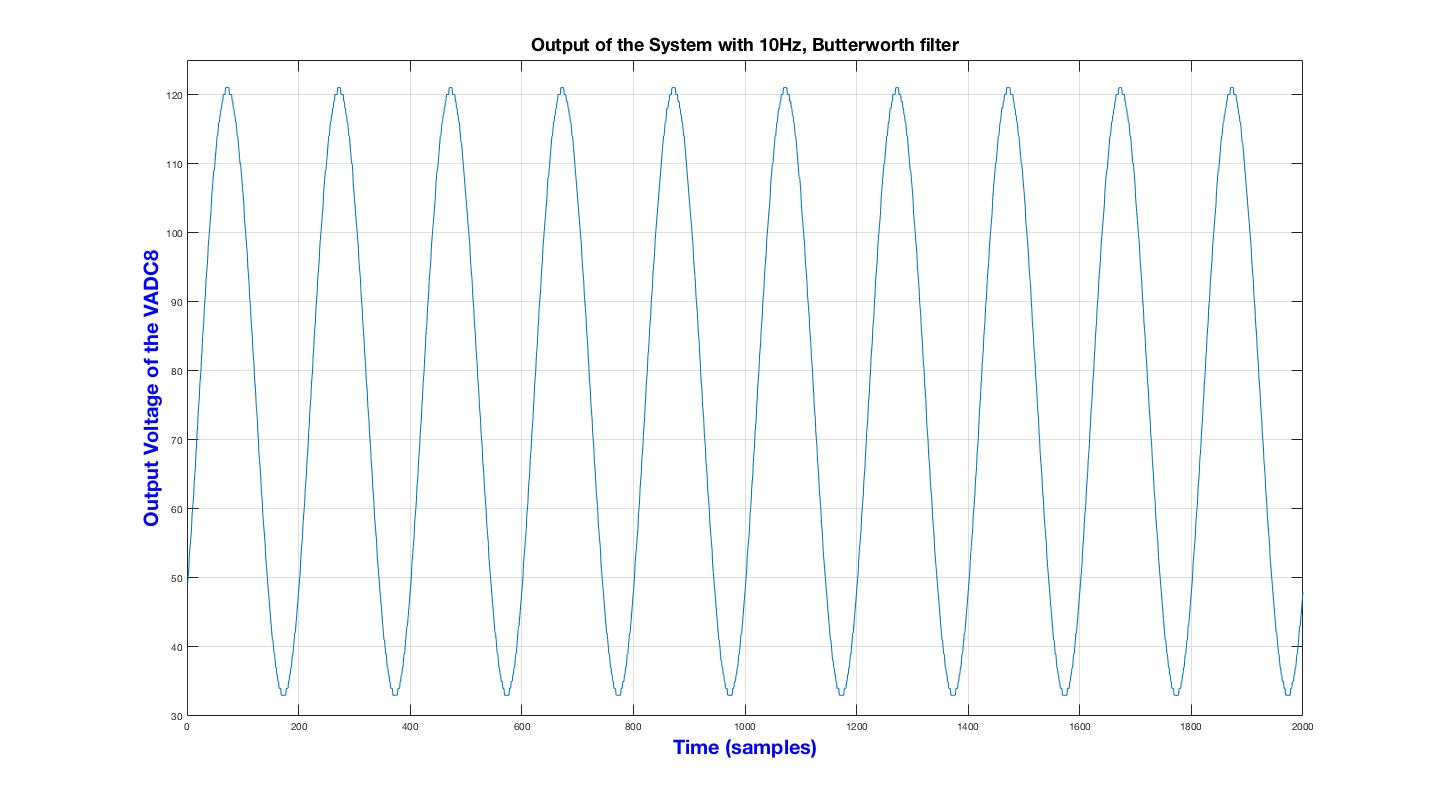 Output of the System with 10Hz, Butterworth filter
Output Voltage of the VADC8
120
110
100
90
80
70
60
50
40
30
0 200 400 600 800 1000 1200 1400 1600 1800 2000
Time (samples)